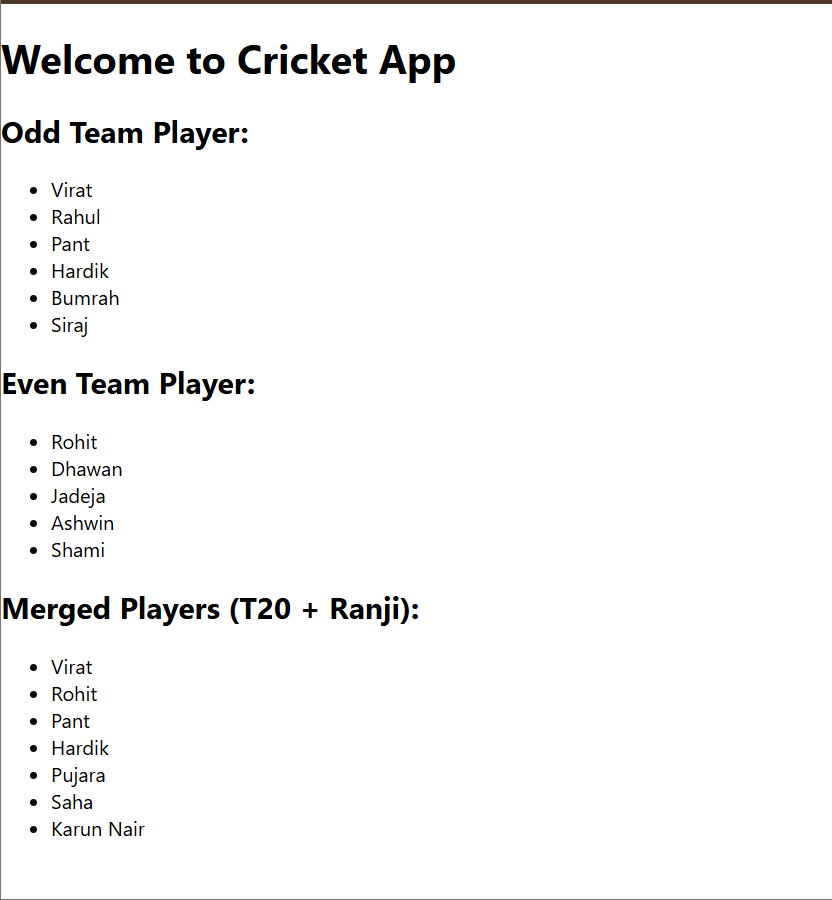 Welcome to Cricket App
Odd Team Player:
Virat
Rahul
Pant
Hardik
Bumrah
Siraj
Even Team Player:
Rohit
Dhawan
Jadeja
Ashwin
Shami
Merged Players (T20 + Ranji):
Virat
Rohit
Pant
Hardik
Pujara
Saha
Karun Nair